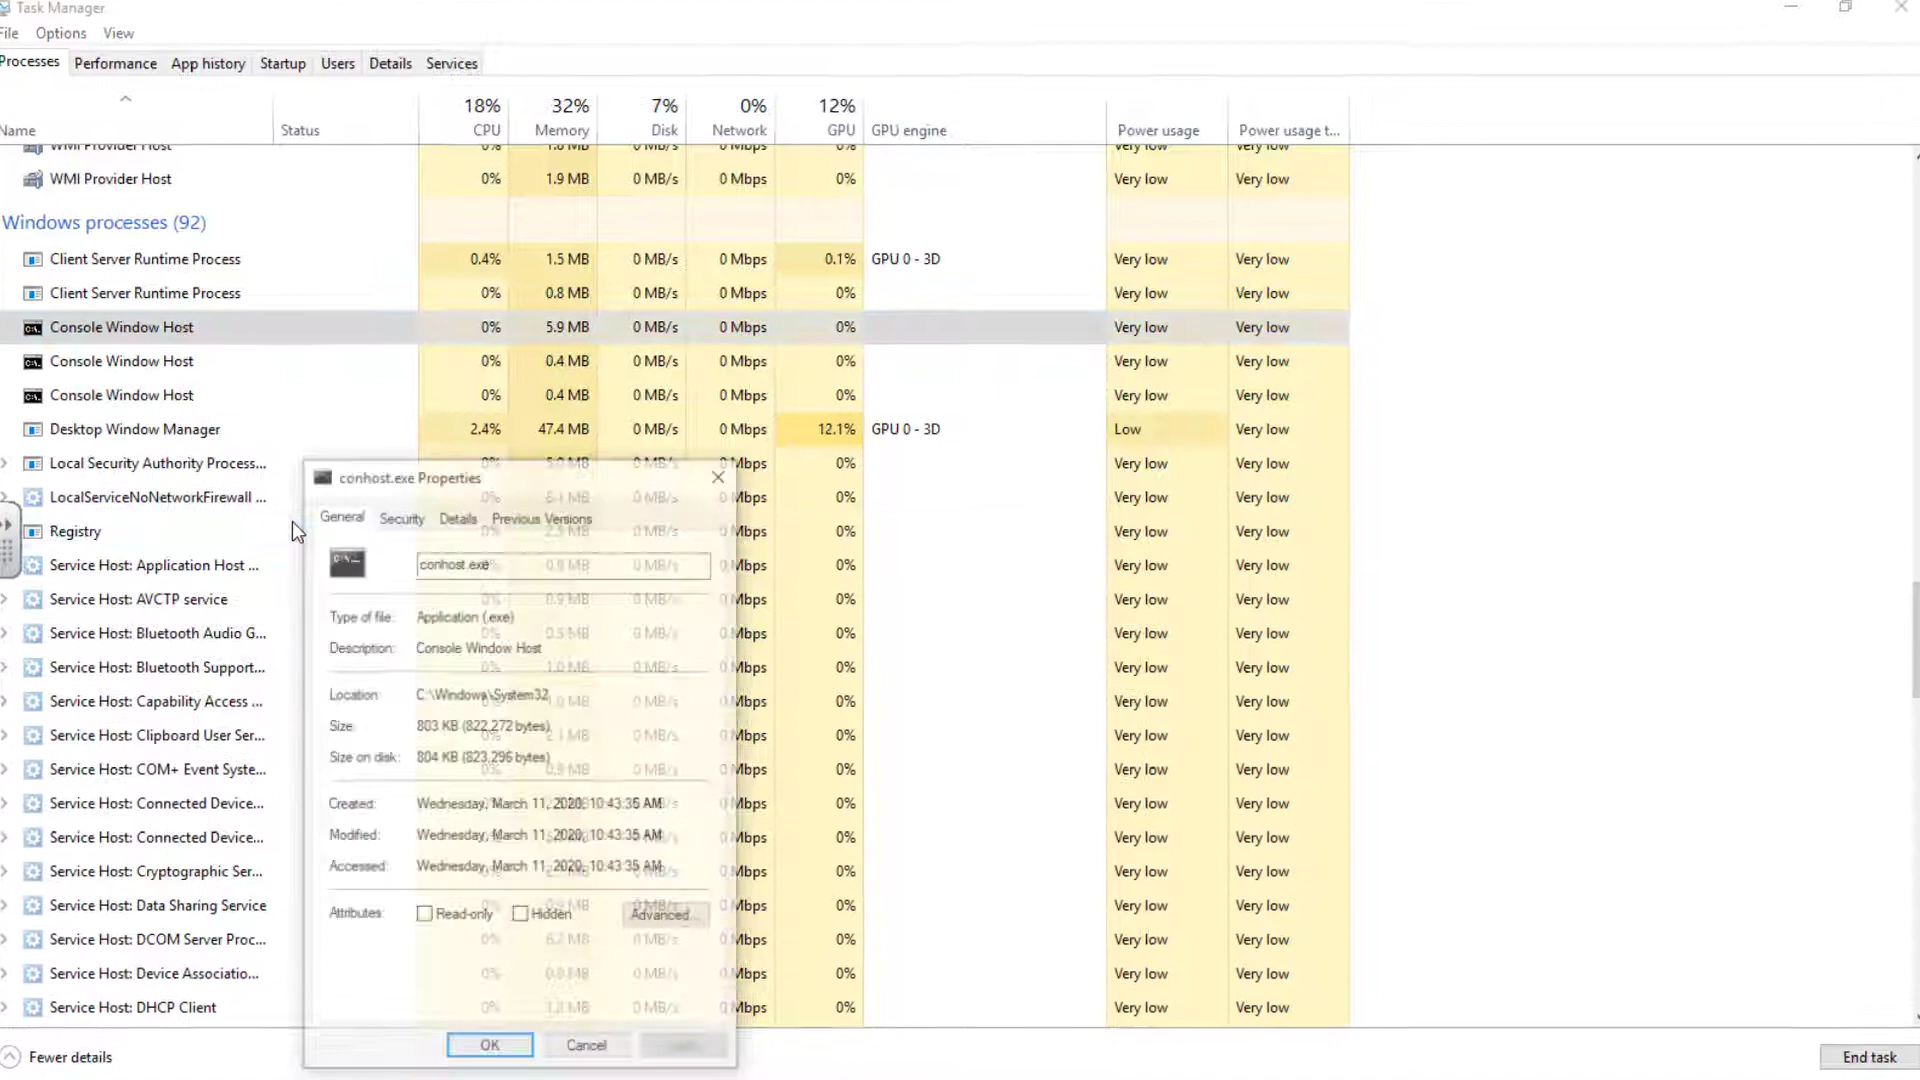 Task Manager
File Options View
Processes Performance App history Startup Users Details Services
18% 32% 7% 0% 12%
Name Status CPU Memory Disk Network GPU GPU engine Power usage Power usage t...
WMI Provider Host 0% 1.8 MB 0 MB/s 0 Mbps 0% Very low Very low
WMI Provider Host 0% 1.9 MB 0 MB/s 0 Mbps 0% Very low Very low
Windows processes (92)
Client Server Runtime Process 0.4% 1.5 MB 0 MB/s 0 Mbps 0.1% GPU 0 - 3D Very low Very low
Client Server Runtime Process 0% 0.8 MB 0 MB/s 0 Mbps 0% Very low Very low
Console Window Host 0% 5.9 MB 0 MB/s 0 Mbps 0% Very low Very low
Console Window Host 0% 0.4 MB 0 MB/s 0 Mbps 0% Very low Very low
Console Window Host 0% 0.4 MB 0 MB/s 0 Mbps 0% Very low Very low
Desktop Window Manager 2.4% 47.4 MB 0 MB/s 0 Mbps 12.1% GPU 0 - 3D Low Very low
Local Security Authority Process... 0% 0 MB/s 0 Mbps 0% Very low Very low
LocalServiceNoNetworkFirewall ... 0% Very low Very low
Registry 0% Very low Very low
Service Host: Application Host ... Mbps 0% Very low Very low
Service Host: AVCTP service Mbps 0% Very low Very low
Service Host: Bluetooth Audio G... Mbps 0% Very low Very low
Service Host: Bluetooth Support... Mbps 0% Very low Very low
Service Host: Capability Access ... Mbps 0% Very low Very low
Service Host: Clipboard User Ser... Mbps 0% Very low Very low
Service Host: COM+ Event Syste... Mbps 0% Very low Very low
Service Host: Connected Device... Mbps 0% Very low Very low
Service Host: Connected Device... Mbps 0% Very low Very low
Service Host: Cryptographic Ser... Mbps 0% Very low Very low
Service Host: Data Sharing Service Mbps 0% Very low Very low
Service Host: DCOM Server Proc... Mbps 0% Very low Very low
Service Host: Device Associatio... Mbps 0% Very low Very low
Service Host: DHCP Client Mbps 0% Very low Very low
Fewer details End task
conhost.exe Properties
General Security Details Previous Versions
conhost.exe
Type of file: Application (.exe)
Description: Console Window Host
Location: C:\Windows\System32
Size: 803 KB (822,272 bytes)
Size on disk: 804 KB (823,296 bytes)
Created: Wednesday, March 11, 2020, 10:43:35 AM
Modified: Wednesday, March 11, 2020, 10:43:35 AM
Accessed: Wednesday, March 11, 2020, 10:43:35 AM
Attributes: Read-only Hidden Advanced...
OK Cancel